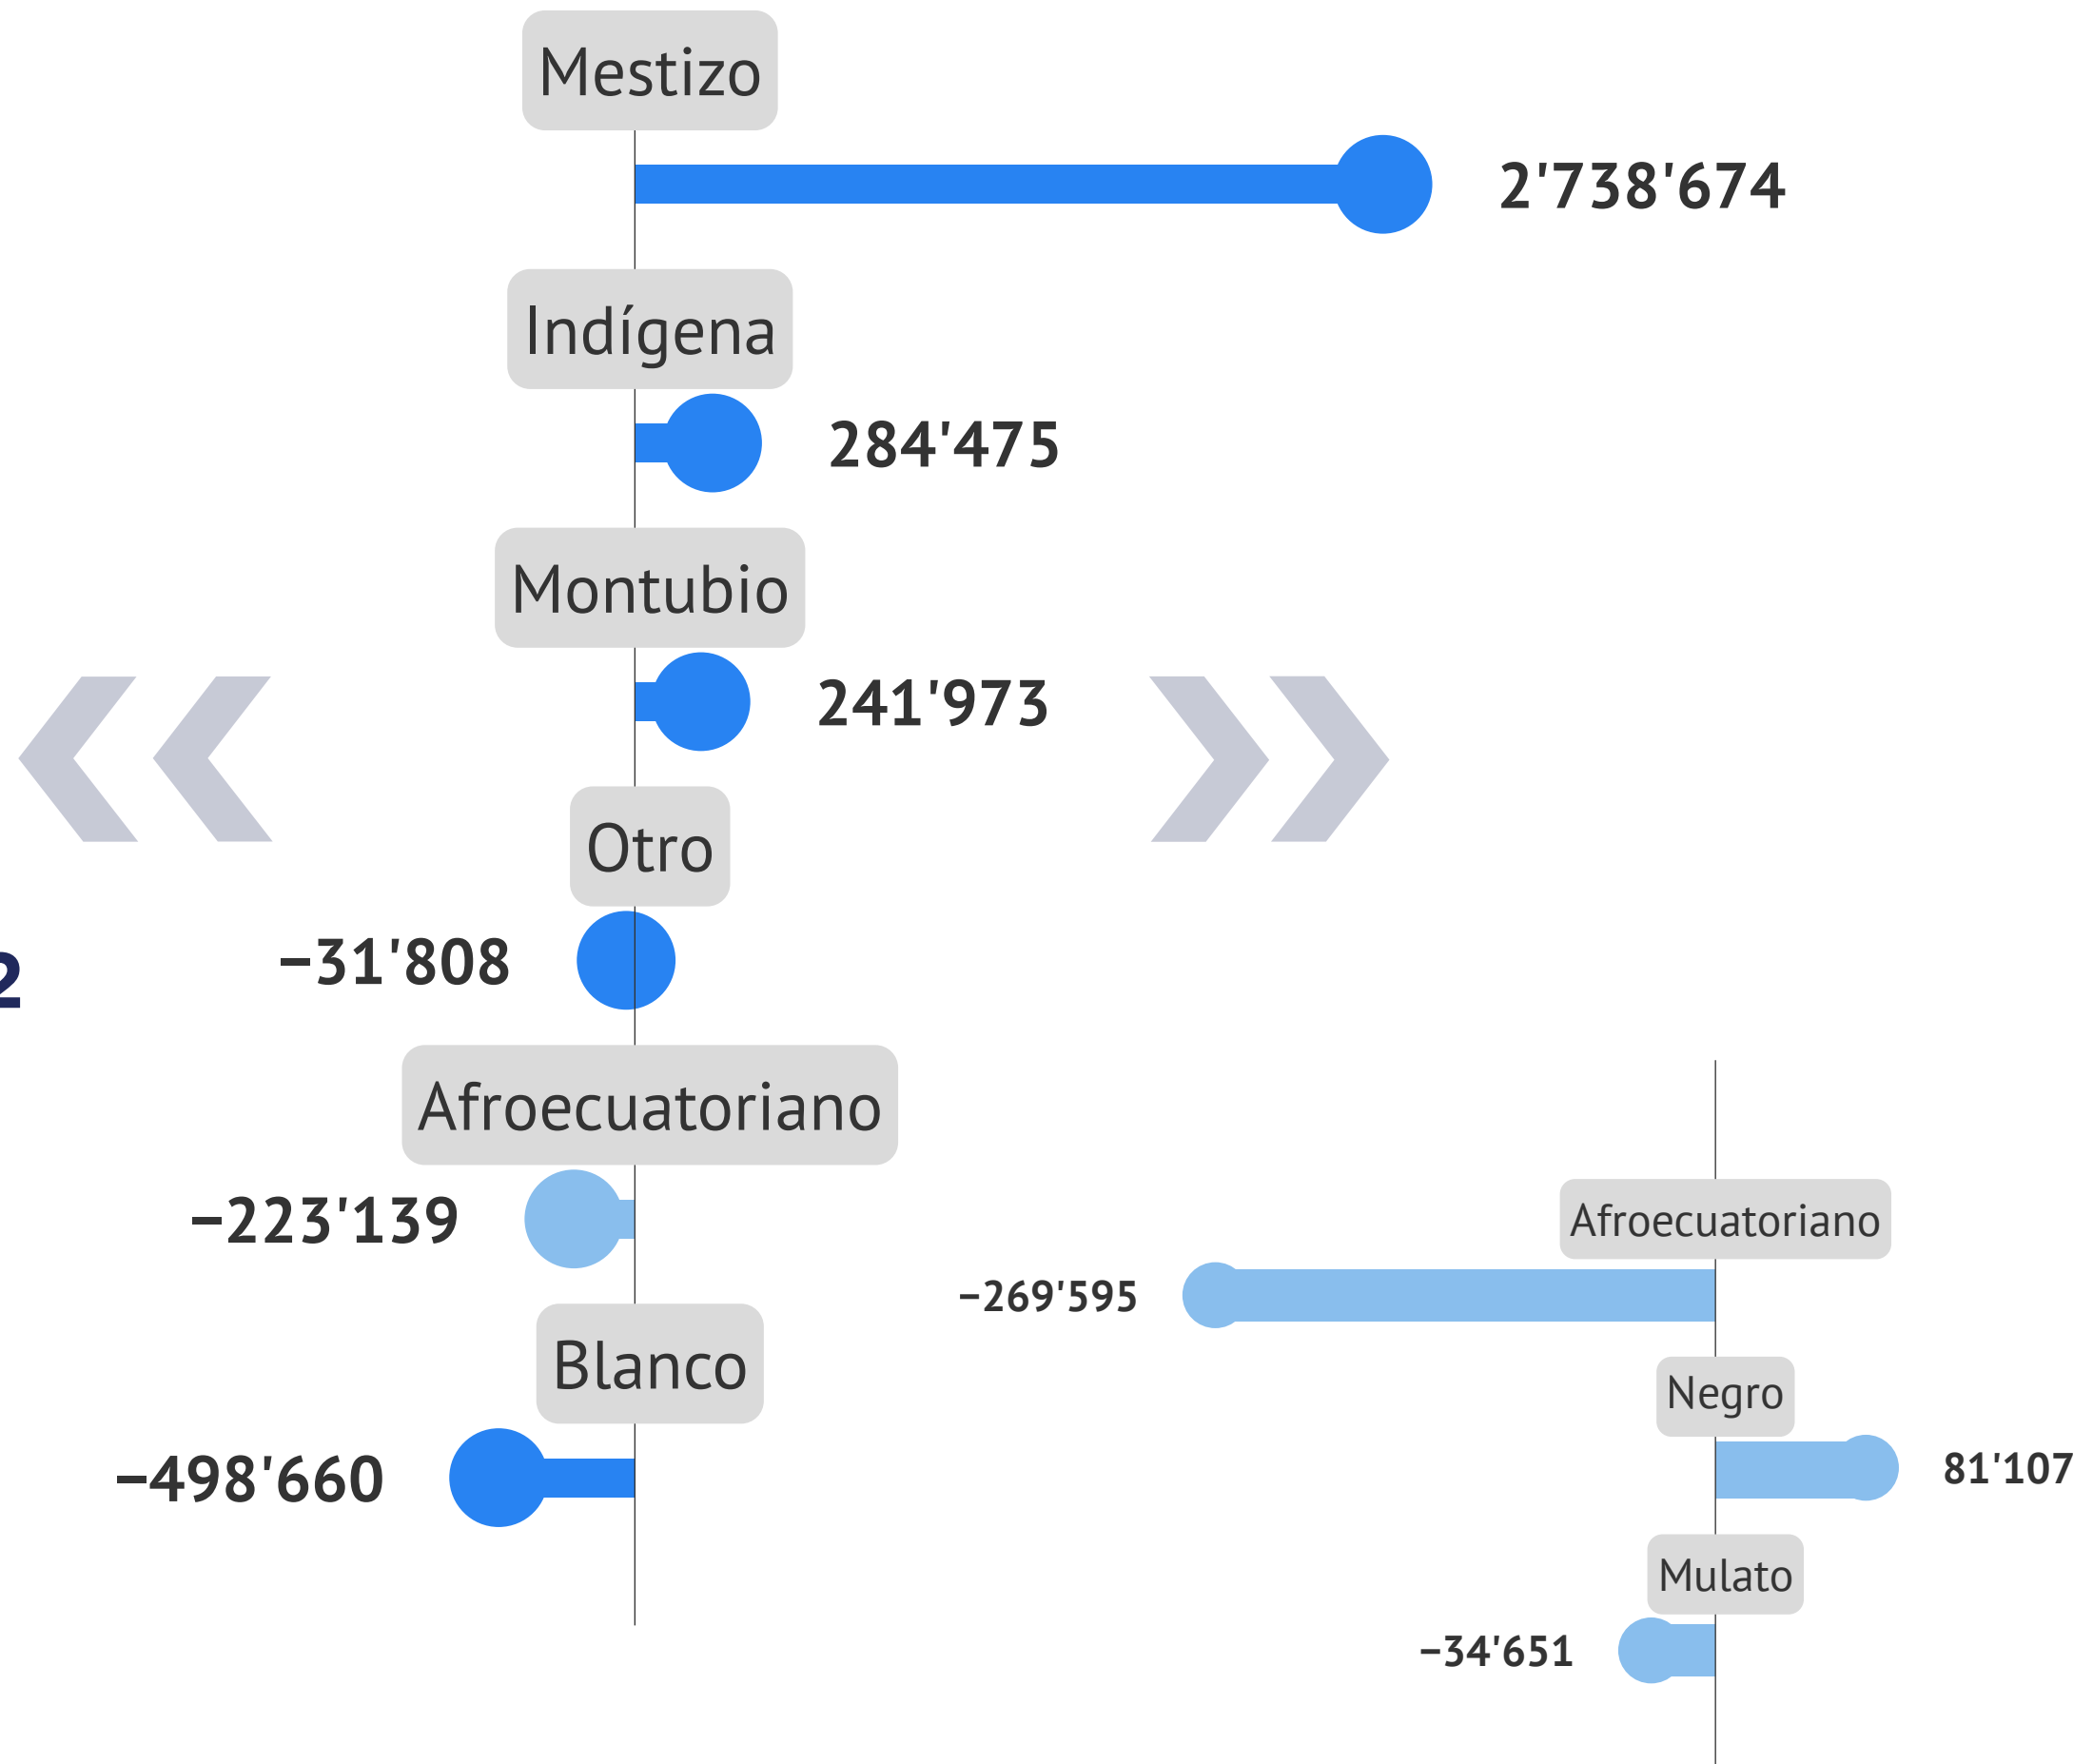 Mestizo
2'738'674
Indígena
284'475
Montubio
241'973
Otro
−31'808
2
Afroecuatoriano
−223'139
Blanco
−498'660
Afroecuatoriano
−269'595
Negro
81'107
Mulato
−34'651